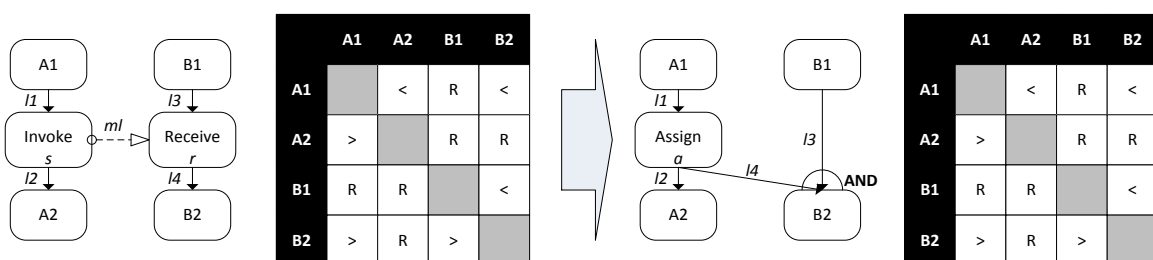 A1 B1
l1 l3
Invoke ml Receive
s r
l2 l4
A2 B2
A1 A2 B1 B2
A1 < R <
A2 > R R
B1 R R <
B2 > R >
A1 B1
l1
Assign l3
a
l2 l4 AND
A2 B2
A1 A2 B1 B2
A1 < R <
A2 > R R
B1 R R <
B2 > R >